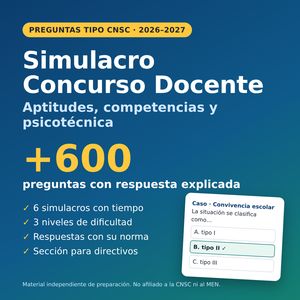 PREGUNTAS TIPO CNSC · 2026–2027
Simulacro
Concurso Docente
Aptitudes, competencias y
psicotécnica
+600
preguntas con respuesta explicada
✓ 6 simulacros con tiempo
✓ 3 niveles de dificultad
✓ Respuestas con su norma
✓ Sección para directivos
Caso · Convivencia escolar
La situación se clasifica
como…
A. tipo I
B. tipo II ✓
C. tipo III
Material independiente de preparación. No afiliado a la CNSC ni al MEN.